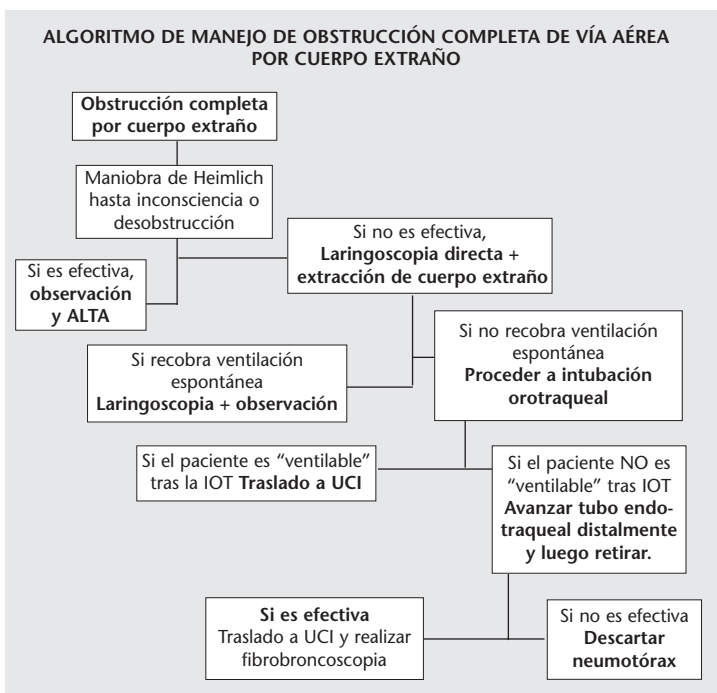 ALGORITMO DE MANEJO DE OBSTRUCCIÓN COMPLETA DE VÍA AÉREA
POR CUERPO EXTRAÑO
Obstrucción completa
por cuerpo extraño
Maniobra de Heimlich
hasta inconsciencia o
desobstrucción
Si no es efectiva,
Laringoscopia directa +
extracción de cuerpo extraño
Si es efectiva,
observación
y ALTA
Si no recobra ventilación
espontánea
Proceder a intubación
orotraqueal
Si recobra ventilación
espontánea
Laringoscopia + observación
Si el paciente es “ventilable”
tras la IOT Traslado a UCI
Si el paciente NO es
“ventilable” tras IOT
Avanzar tubo endo-
traqueal distalmente
y luego retirar.
Si es efectiva
Traslado a UCI y realizar
fibrobroncoscopia
Si no es efectiva
Descartar
neumotórax